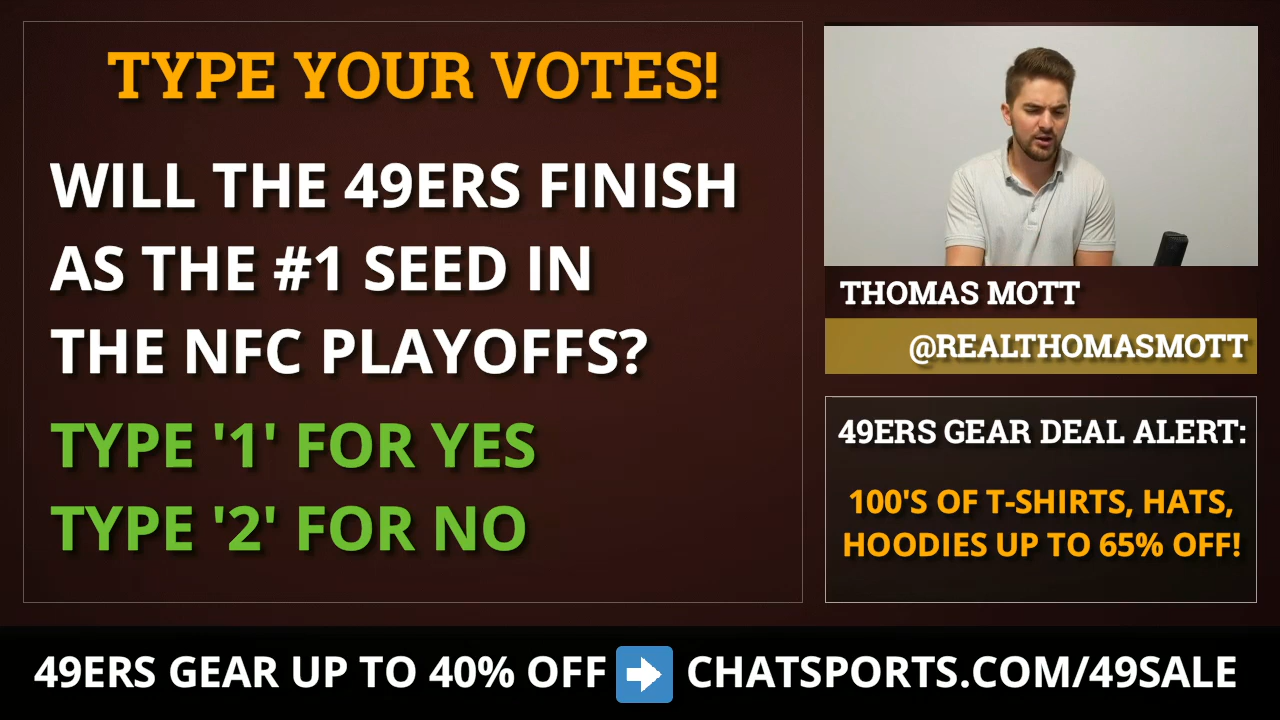 TYPE YOUR VOTES!
WILL THE 49ERS FINISH
AS THE #1 SEED IN
THE NFC PLAYOFFS?
TYPE '1' FOR YES
TYPE '2' FOR NO
THOMAS MOTT
@REALTHOMASMOTT
49ERS GEAR DEAL ALERT:
100'S OF T-SHIRTS, HATS,
HOODIES UP TO 65% OFF!
49ERS GEAR UP TO 40% OFF ➡ CHATSPORTS.COM/49SALE